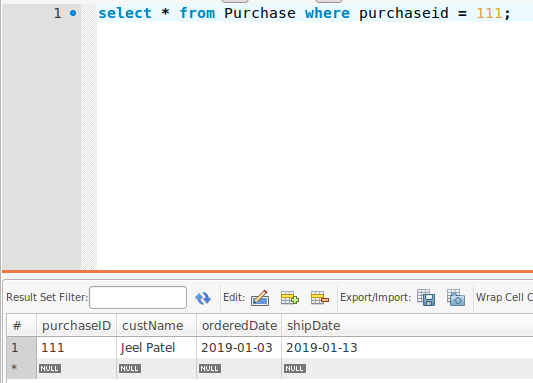 1 select * from Purchase where purchaseid = 111;
Result Set Filter: Edit: Export/Import: Wrap Cell C
# purchaseID custName orderedDate shipDate
1 111 Jeel Patel 2019-01-03 2019-01-13
* NULL NULL NULL NULL